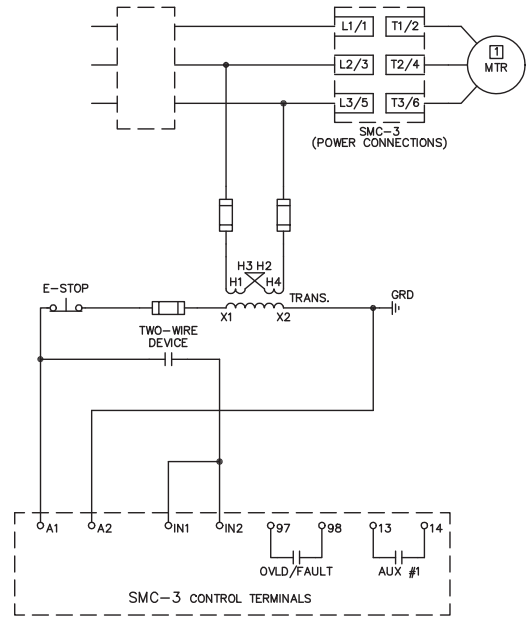 L1/1 T1/2
L2/3 T2/4
L3/5 T3/6
1
MTR
SMC-3
(POWER CONNECTIONS)
H3 H2
H1 H4
E-STOP
TRANS.
GRD
X1 X2
TWO-WIRE
DEVICE
A1 A2 IN1 IN2 97 98 13 14
OVLD/FAULT AUX #1
SMC-3 CONTROL TERMINALS